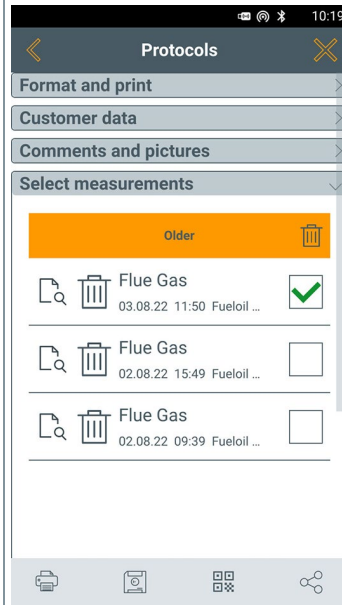 10:19
Protocols
Format and print
Customer data
Comments and pictures
Select measurements
Older
Flue Gas
03.08.22 11:50 Fueloil ...
Flue Gas
02.08.22 15:49 Fueloil ...
Flue Gas
02.08.22 09:39 Fueloil ...